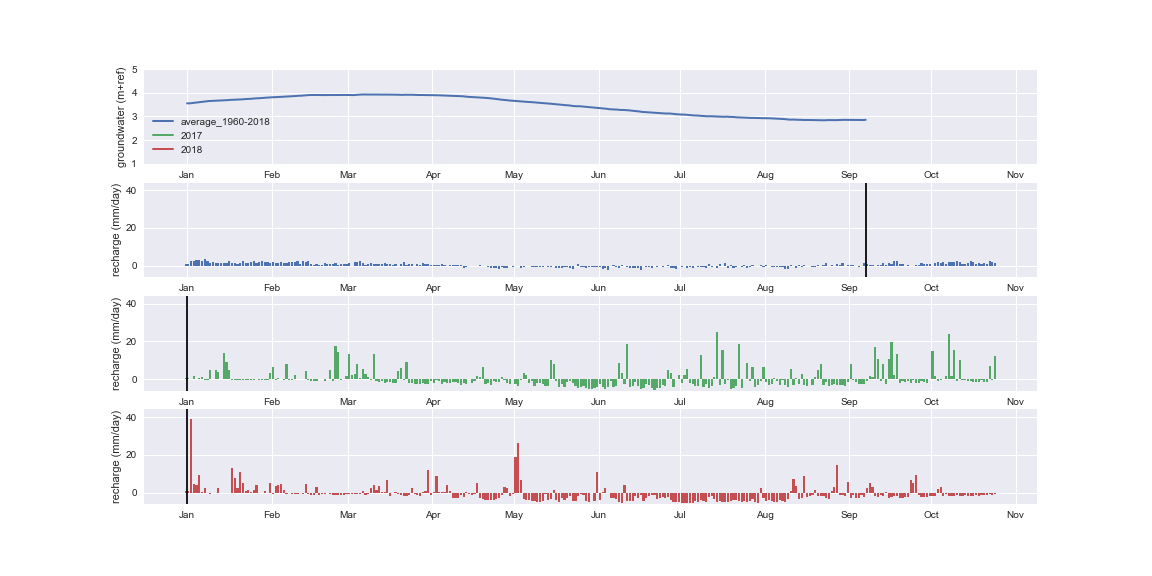 groundwater (m+ref)
5
4
3
2
1
average_1960-2018
2017
2018
Jan Feb Mar Apr May Jun Jul Aug Sep Oct Nov
recharge (mm/day)
40
20
0
Jan Feb Mar Apr May Jun Jul Aug Sep Oct Nov
recharge (mm/day)
40
20
0
Jan Feb Mar Apr May Jun Jul Aug Sep Oct Nov
recharge (mm/day)
40
20
0
Jan Feb Mar Apr May Jun Jul Aug Sep Oct Nov